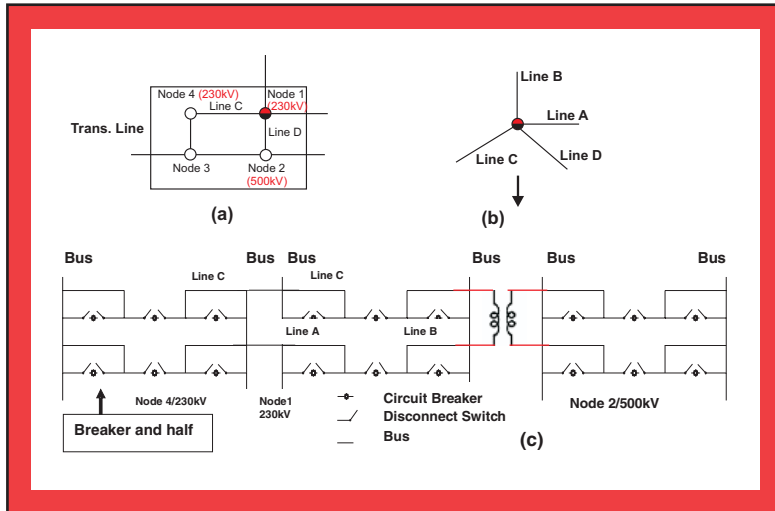 Node 4 (230kV)
Node 1
(230kV)
Line C
Trans. Line
Line D
Node 3
Node 2
(500kV)
(a)
Line B
Line A
Line C
Line D
(b)
Bus
Bus
Bus
Bus
Bus
Bus
Line C
Line C
Line A
Line B
Node 4/230kV
Node1
230kV
Circuit Breaker
Disconnect Switch
Bus
Node 2/500kV
Breaker and half
(c)